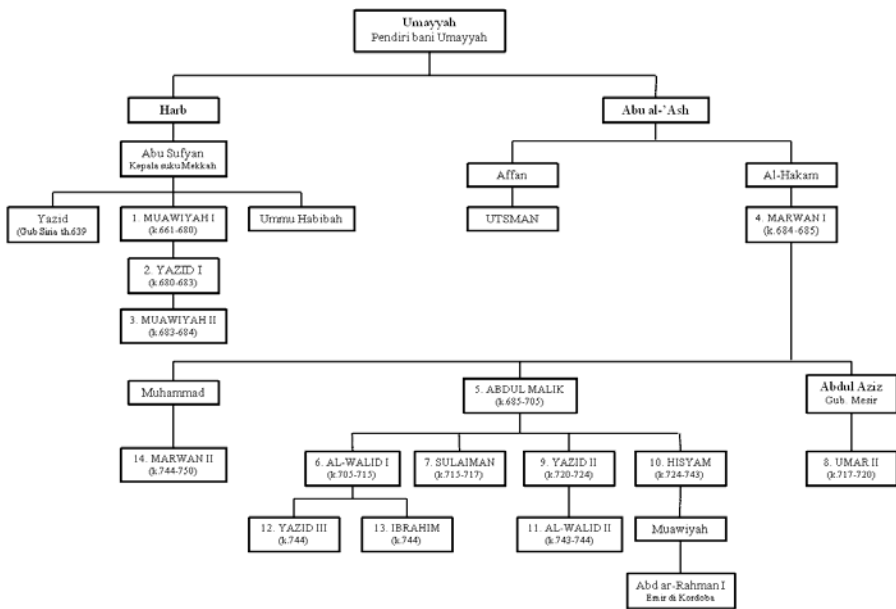 Umayyah
Pendiri bani Umayyah
Harb
Abu al-`Ash
Abu Sufyan
Kepala suku Mekkah
Affan
Al-Hakam
Yazid
(Gub Siria th.639
1. MUAWIYAH I
(k.661-680)
Ummu Habibah
UTSMAN
4. MARWAN I
(k.684-685)
2. YAZID I
(k.680-683)
3. MUAWIYAH II
(k.683-684)
Muhammad
5. ABDUL MALIK
(k.685-705)
Abdul Aziz
Gub. Mesir
14. MARWAN II
(k.744-750)
6. AL-WALID I
(k.705-715)
7. SULAIMAN
(k.715-717)
9. YAZID II
(k.720-724)
10. HISYAM
(k.724-743)
8. UMAR II
(k.717-720)
12. YAZID III
(k.744)
13. IBRAHIM
(k.744)
11. AL-WALID II
(k.743-744)
Muawiyah
Abd ar-Rahman I
Emir di Kordoba